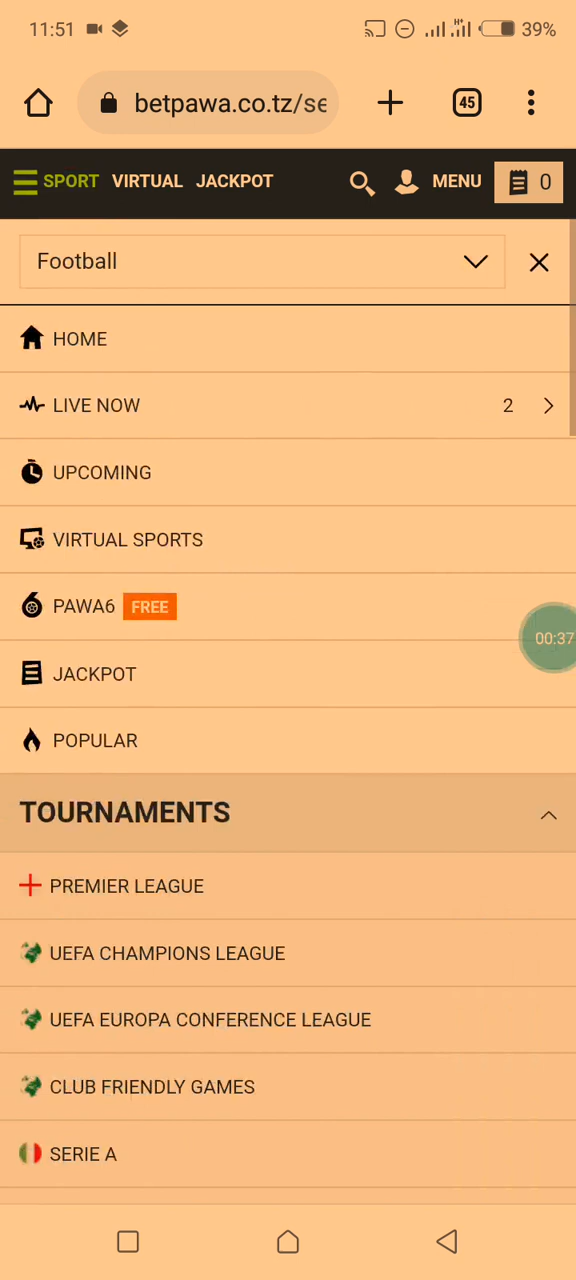 11:51 39%
betpawa.co.tz/se 45
SPORT VIRTUAL JACKPOT MENU 0
Football
HOME
LIVE NOW 2
UPCOMING
VIRTUAL SPORTS
PAWA6 FREE
00:37
JACKPOT
POPULAR
TOURNAMENTS
PREMIER LEAGUE
UEFA CHAMPIONS LEAGUE
UEFA EUROPA CONFERENCE LEAGUE
CLUB FRIENDLY GAMES
SERIE A